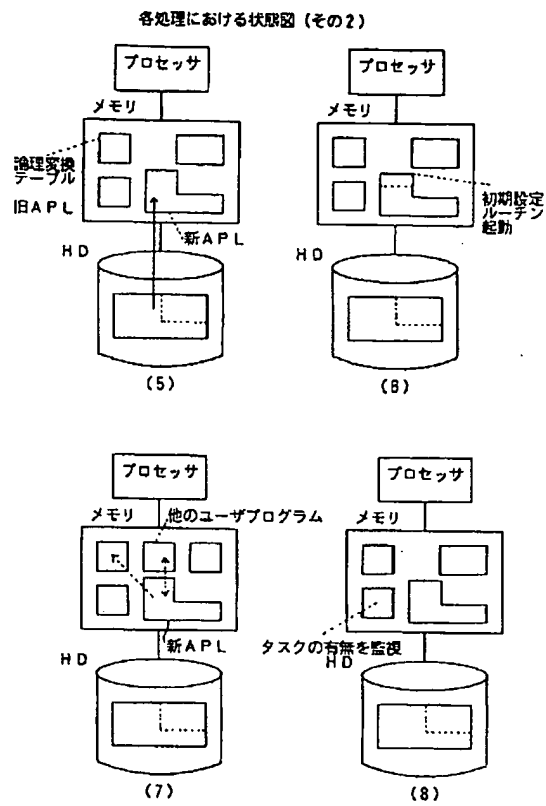 各処理における状態図(その2)
プロセッサ
メモリ
論理変換
テーブル
旧APL
新APL
HD
(5)
プロセッサ
メモリ
初期設定
ルーチン
起動
HD
(6)
プロセッサ
メモリ
他のユーザプログラム
新APL
HD
(7)
プロセッサ
メモリ
タスクの有無を監視
HD
(8)